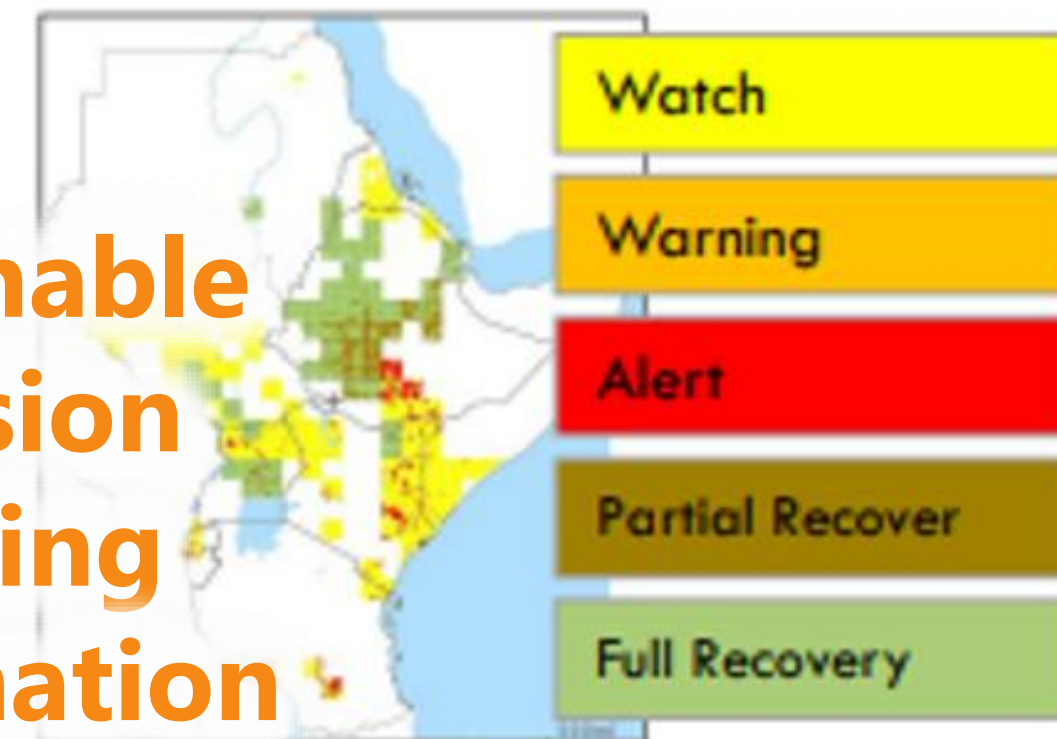 nable
sion
ing
nation
Watch
Warning
Alert
Partial Recover
Full Recovery